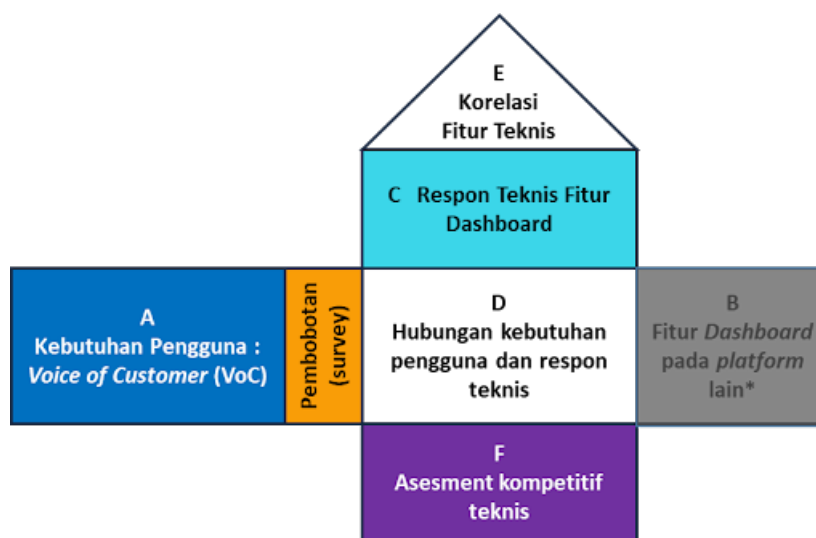 E
Korelasi
Fitur Teknis
C Respon Teknis Fitur
Dashboard
A
Kebutuhan Pengguna :
Voice of Customer (VoC)
Pembobotan
(survey)
D
Hubungan kebutuhan
pengguna dan respon
teknis
B
Fitur Dashboard
pada platform
lain*
F
Asesment kompetitif
teknis